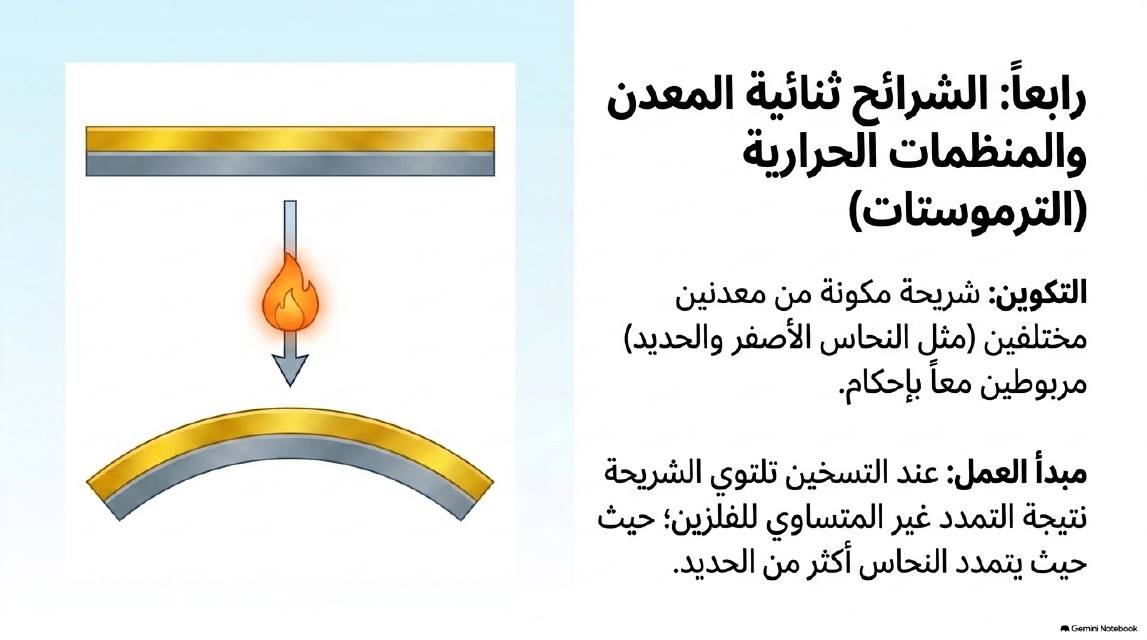 رابعاً: الشرائح ثنائية المعدن
والمنظمات الحرارية
(الترموستات)
التكوين: شريحة مكونة من معدنين
مختلفين (مثل النحاس الأصفر والحديد)
مربوطين معاً بإحكام.
مبدأ العمل: عند التسخين تلتوي الشريحة
نتيجة التمدد غير المتساوي للفلزين؛ حيث
حيث يتمدد النحاس أكثر من الحديد.
Gemini Notebook